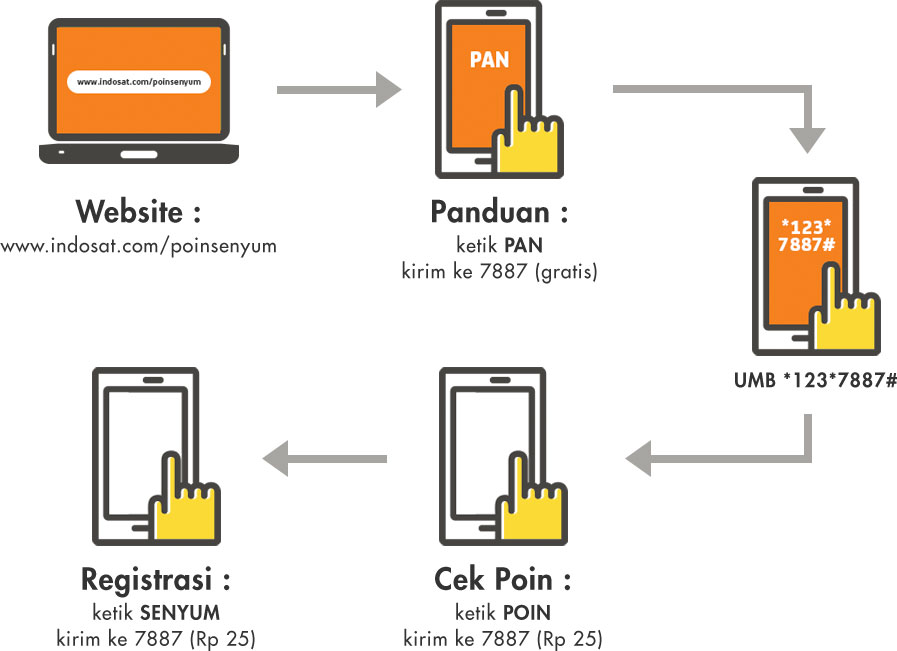 www.indosat.com/poinsenyum
Website :
www.indosat.com/poinsenyum
PAN
Panduan :
ketik PAN
kirim ke 7887 (gratis)
*123*
7887#
UMB *123*7887#
Cek Poin :
ketik POIN
kirim ke 7887 (Rp 25)
Registrasi :
ketik SENYUM
kirim ke 7887 (Rp 25)